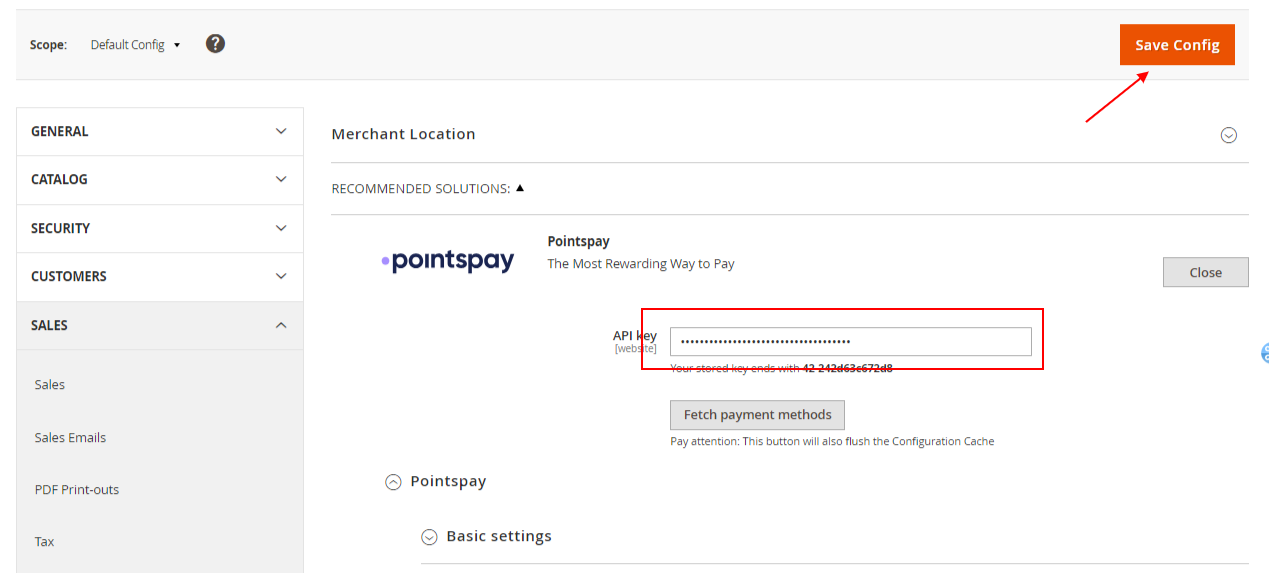 Scope: Default Config
Save Config
GENERAL
CATALOG
SECURITY
CUSTOMERS
SALES
Sales
Sales Emails
PDF Print-outs
Tax
Merchant Location
RECOMMENDED SOLUTIONS:
pointspay
Pointspay
The Most Rewarding Way to Pay
Close
API key
[website]
Your stored key ends with 42-242d63c672d8
Fetch payment methods
Pay attention: This button will also flush the Configuration Cache
Pointspay
Basic settings